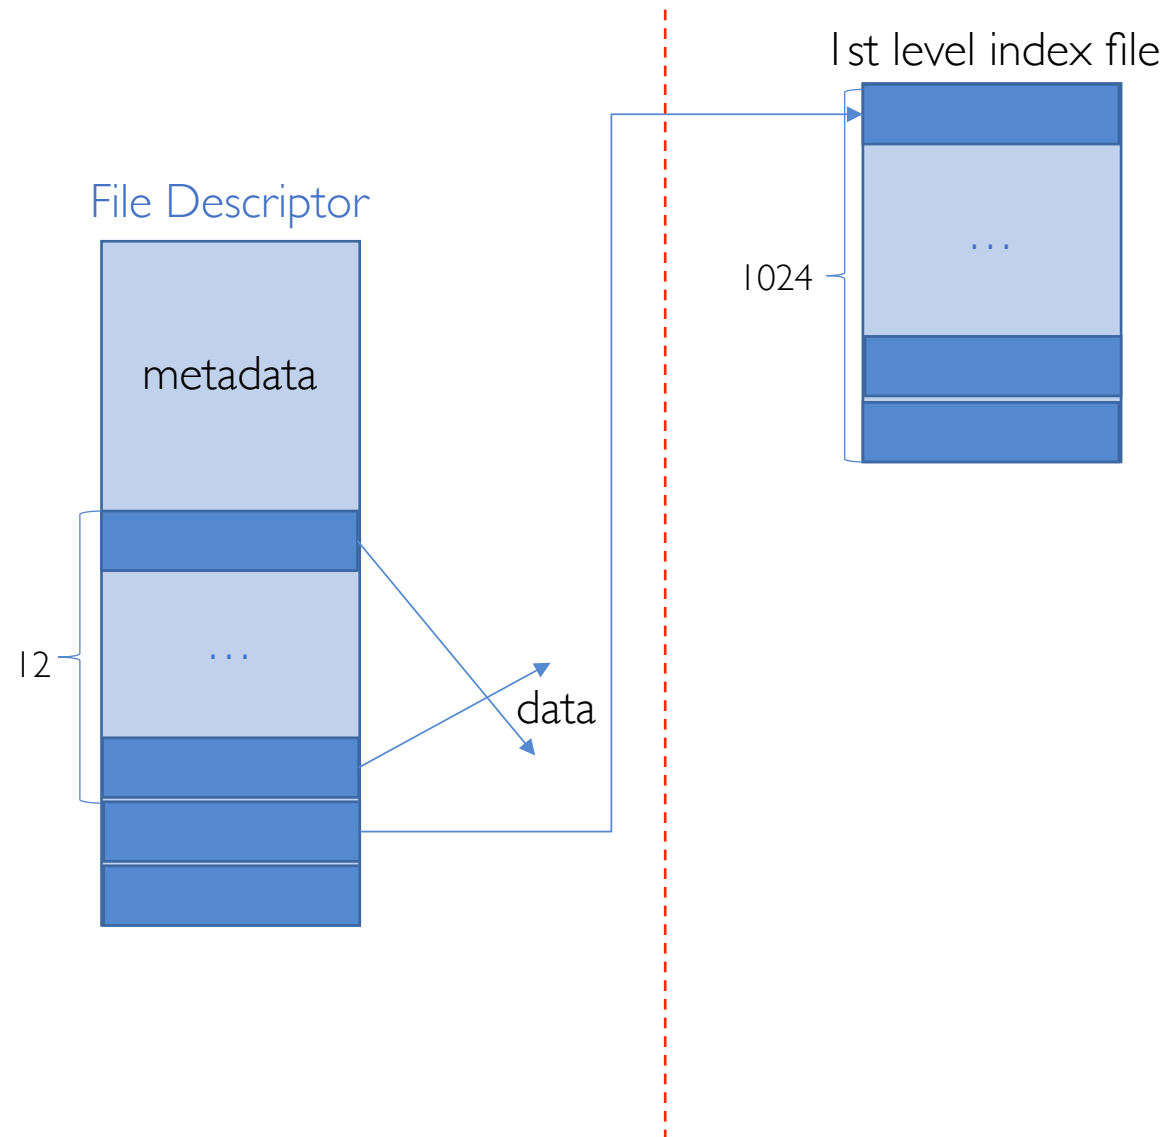 1st level index file
File Descriptor
...
1024
metadata
...
12
data